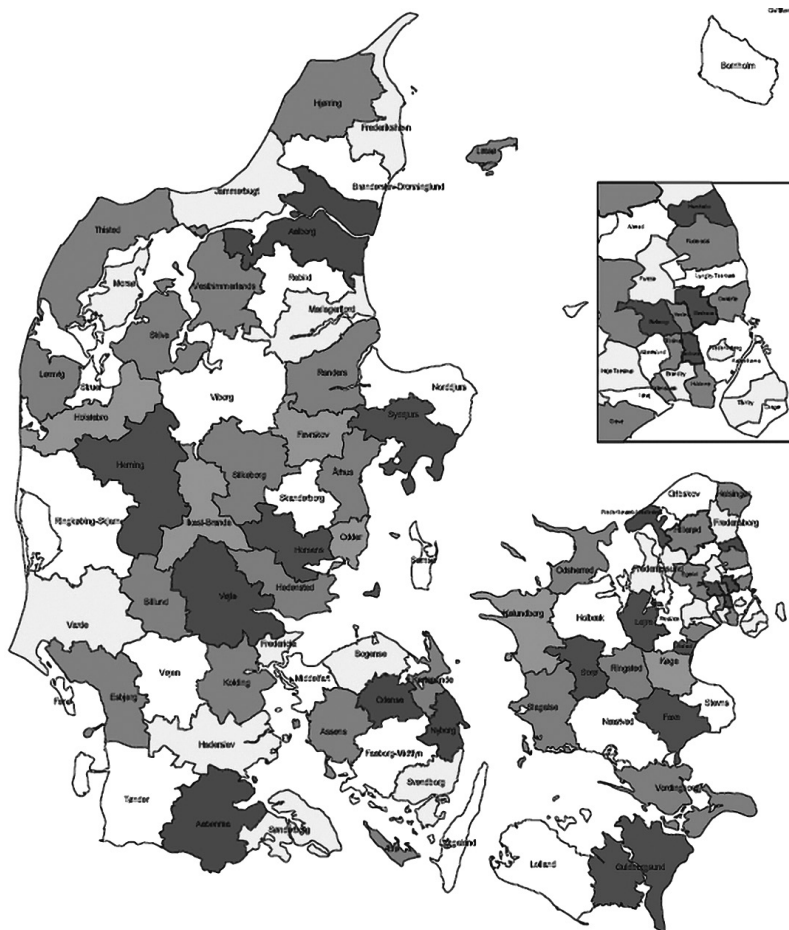 Bornholm
Hjørring
Frederikshavn
Læsø
Brønderslev-Dronninglund
Jammerbugt
Thisted
Aalborg
Morsø
Vesthimmerlands
Rebild
Mariagerfjord
Skive
Lemvig
Struer
Viborg
Randers
Norddjurs
Holstebro
Favrskov
Syddjurs
Herning
Silkeborg
Århus
Skanderborg
Ringkøbing-Skjern
Ikast-Brande
Horsens
Odder
Samsø
Hedensted
Billund
Vejle
Varde
Fredericia
Vejen
Kolding
Middelfart
Bogense
Kerteminde
Fanø
Esbjerg
Assens
Odense
Nyborg
Haderslev
Faaborg-Midtfyn
Svendborg
Tønder
Aabenraa
Sønderborg
Langeland
Allerød
Rudersdal
Furesø
Lyngby-Taarbæk
Gentofte
Ballerup
Albertslund
Brøndby
Høje Taastrup
Ishøj
Hvidovre
Tårnby
Dragør
Greve
Gribskov
Helsingør
Hillerød
Fredensborg
Odsherred
Frederikssund
Egedal
Kalundborg
Holbæk
Lejre
Sorø
Ringsted
Køge
Slagelse
Næstved
Faxe
Stevns
Vordingborg
Lolland
Guldborgsund